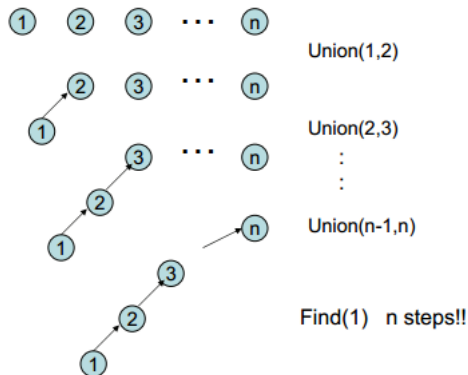 1 2 3 ... n
Union(1,2)
2 3 ... n
1
Union(2,3)
3 ... n
:
:
2
Union(n-1,n)
n
1
3
Find(1) n steps!!
2
1